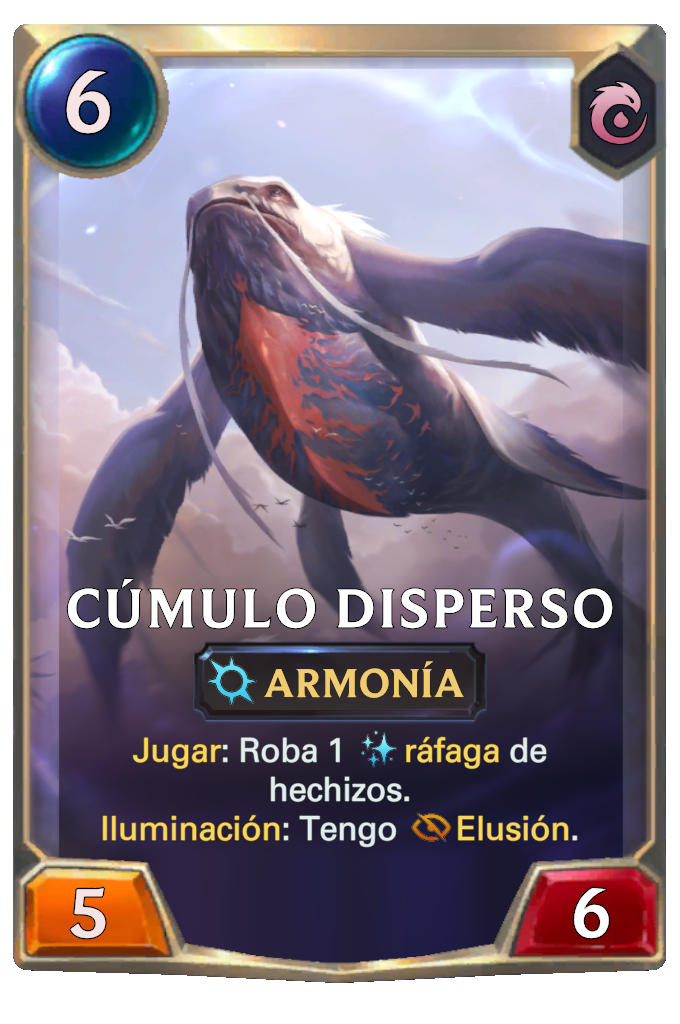 6
CÚMULO DISPERSO
ARMONÍA
Jugar: Roba 1 ráfaga de
hechizos.
Iluminación: Tengo Elusión.
5
6